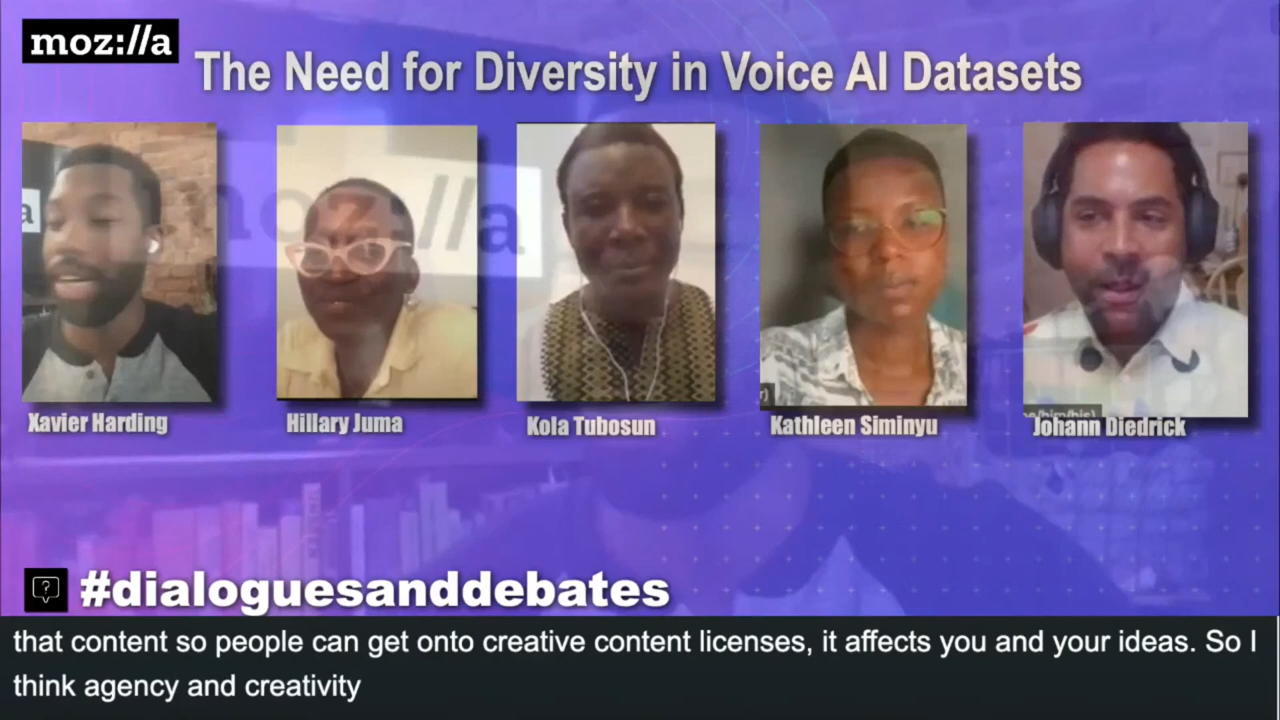 moz://a
The Need for Diversity in Voice AI Datasets
a
moz://a
Xavier Harding
Hillary Juma
Kola Tubosun
Kathleen Siminyu
Johann Diedrick
#dialoguesanddebates
that content so people can get onto creative content licenses, it affects you and your ideas. So I
think agency and creativity